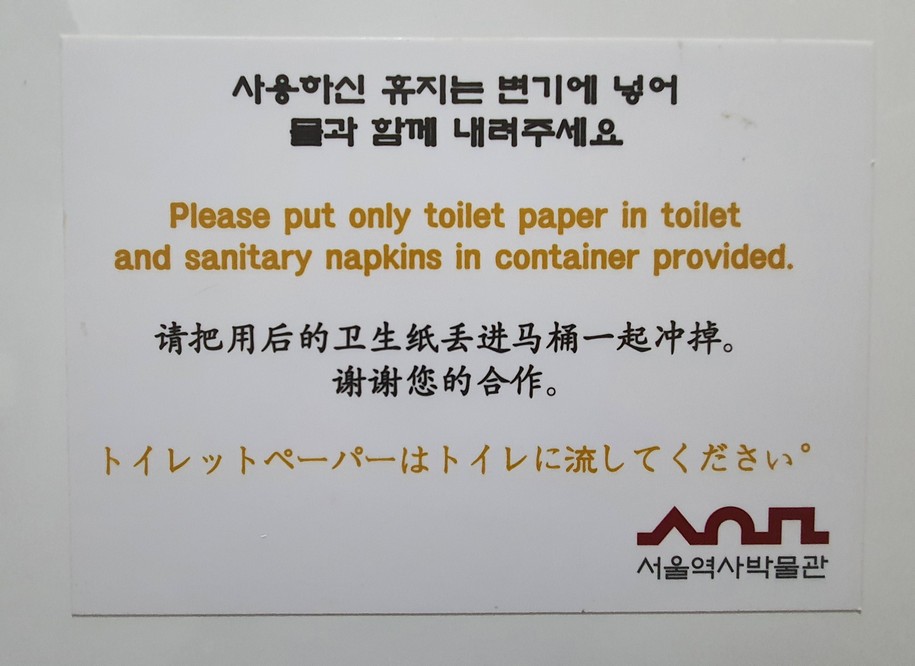 사용하신 휴지는 변기에 넣어
물과 함께 내려주세요
Please put only toilet paper in toilet
and sanitary napkins in container provided.
请把用后的卫生纸丢进马桶一起冲掉。
谢谢您的合作。
トイレットペーパーはトイレに流してください。
서울역사박물관